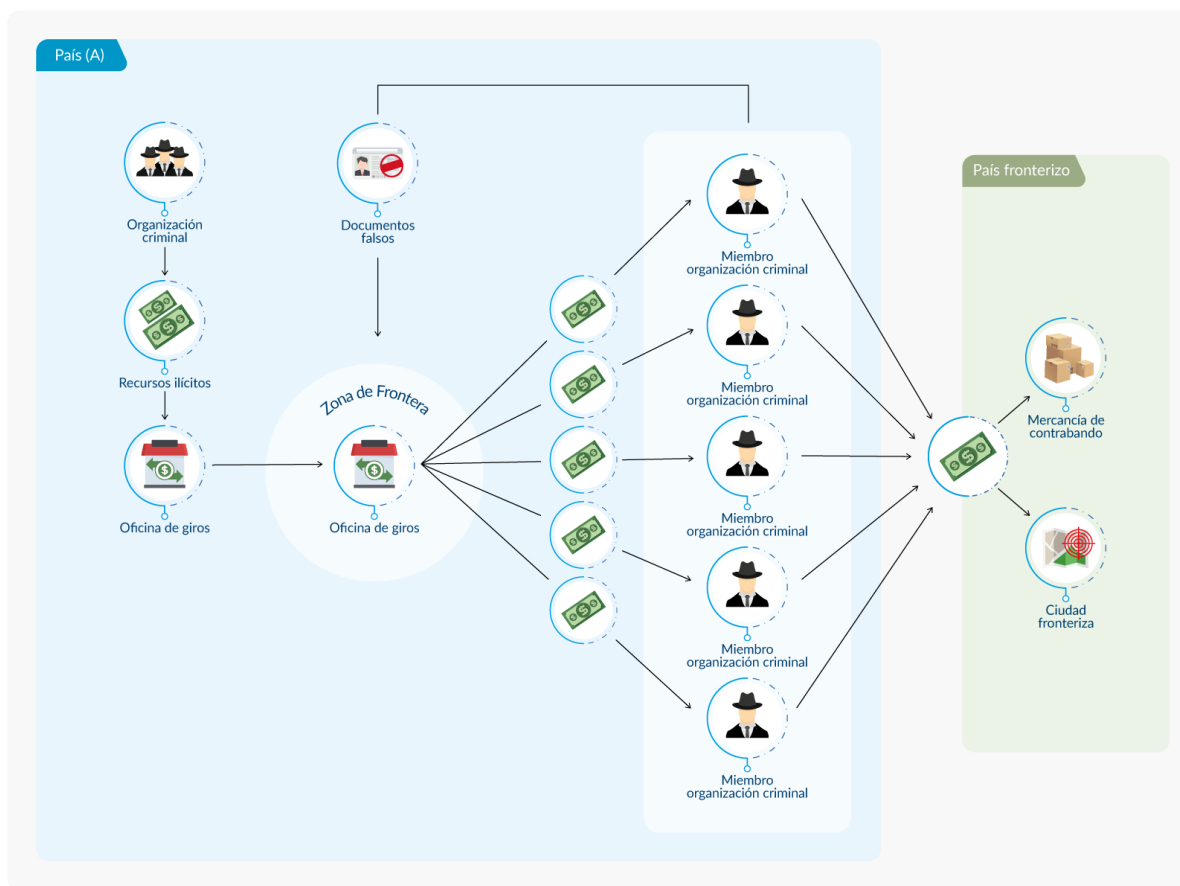 País (A)
Organización
criminal
Recursos ilícitos
Oficina de giros
Documentos
falsos
Zona de Frontera
Oficina de giros
Miembro
organización criminal
Miembro
organización criminal
Miembro
organización criminal
Miembro
organización criminal
Miembro
organización criminal
País fronterizo
Mercancía de
contrabando
Ciudad
fronteriza